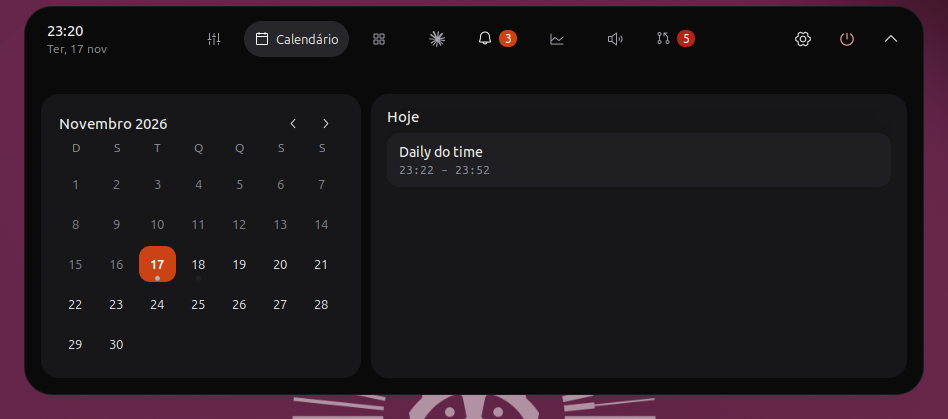 23:20
Ter, 17 nov
Calendário
3
5
Novembro 2026
D S T Q Q S S
1 2 3 4 5 6 7
8 9 10 11 12 13 14
15 16 17 18 19 20 21
22 23 24 25 26 27 28
29 30
Hoje
Daily do time
23:22 – 23:52